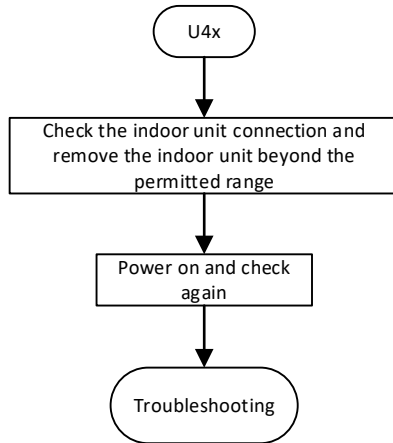 U4x
Check the indoor unit connection and
remove the indoor unit beyond the
permitted range
Power on and check
again
Troubleshooting